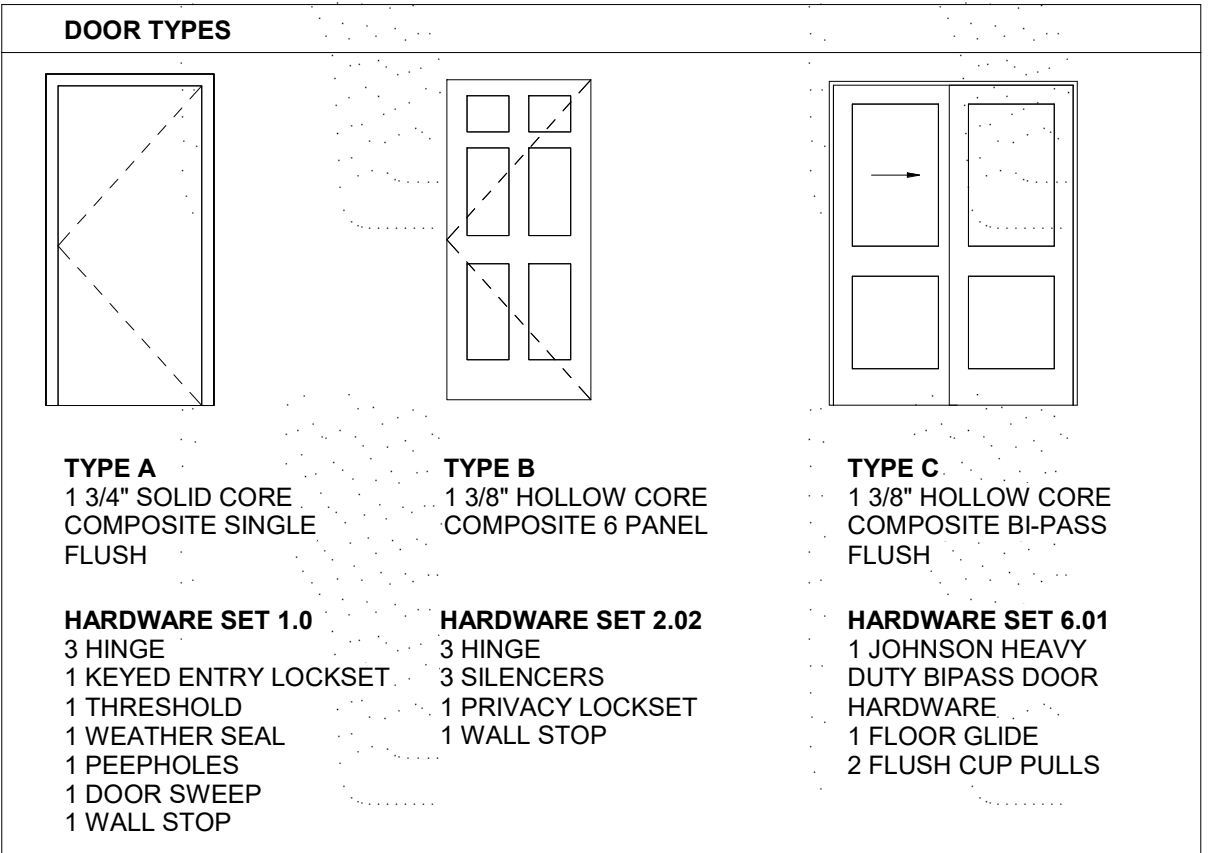 DOOR TYPES
TYPE A
1 3/4" SOLID CORE
COMPOSITE SINGLE
FLUSH
HARDWARE SET 1.0
3 HINGE
1 KEYED ENTRY LOCKSET
1 THRESHOLD
1 WEATHER SEAL
1 PEEPHOLES
1 DOOR SWEEP
1 WALL STOP
TYPE B
1 3/8" HOLLOW CORE
COMPOSITE 6 PANEL
HARDWARE SET 2.02
3 HINGE
3 SILENCERS
1 PRIVACY LOCKSET
1 WALL STOP
TYPE C
1 3/8" HOLLOW CORE
COMPOSITE BI-PASS
FLUSH
HARDWARE SET 6.01
1 JOHNSON HEAVY
DUTY BIPASS DOOR
HARDWARE
1 FLOOR GLIDE
2 FLUSH CUP PULLS